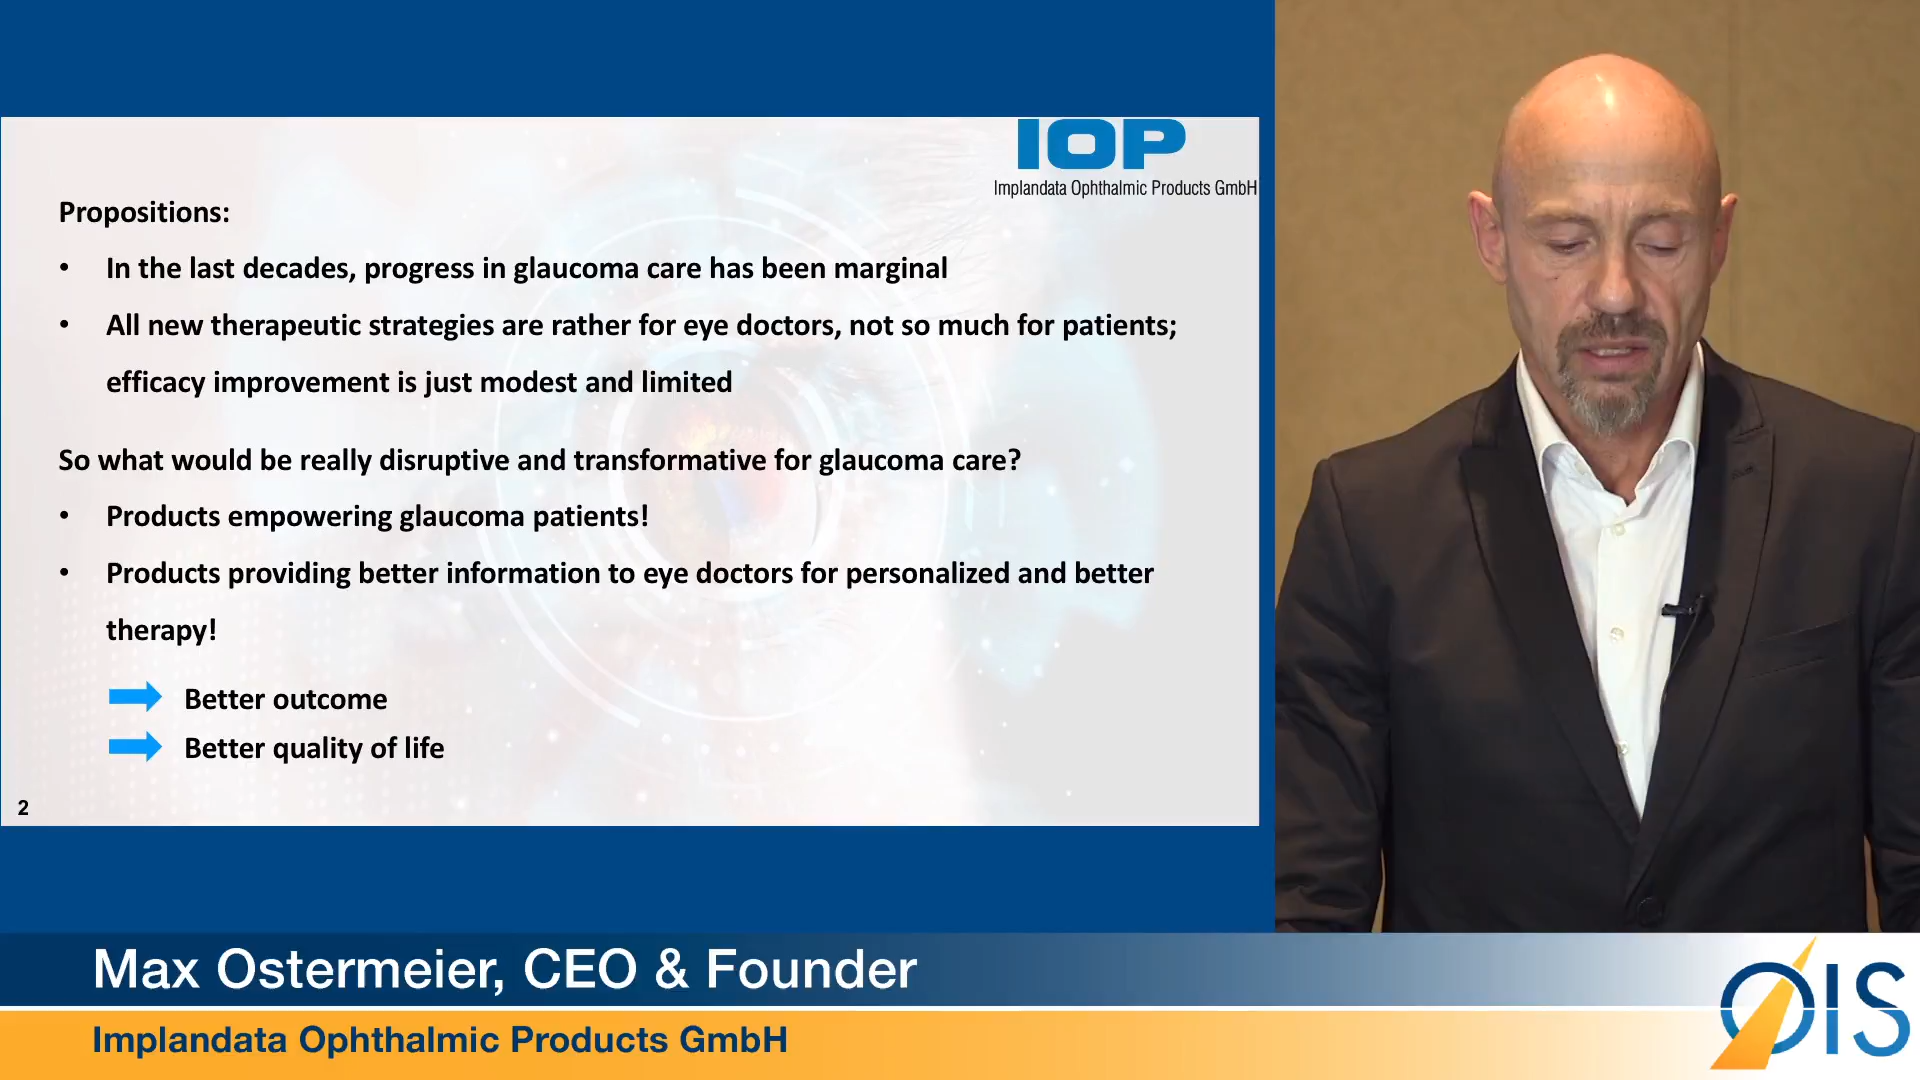 IOP
Implandata Ophthalmic Products GmbH
Propositions:
• In the last decades, progress in glaucoma care has been marginal
• All new therapeutic strategies are rather for eye doctors, not so much for patients;
efficacy improvement is just modest and limited
So what would be really disruptive and transformative for glaucoma care?
• Products empowering glaucoma patients!
• Products providing better information to eye doctors for personalized and better
therapy!
Better outcome
Better quality of life
2
Max Ostermeier, CEO & Founder
Implandata Ophthalmic Products GmbH
OIS